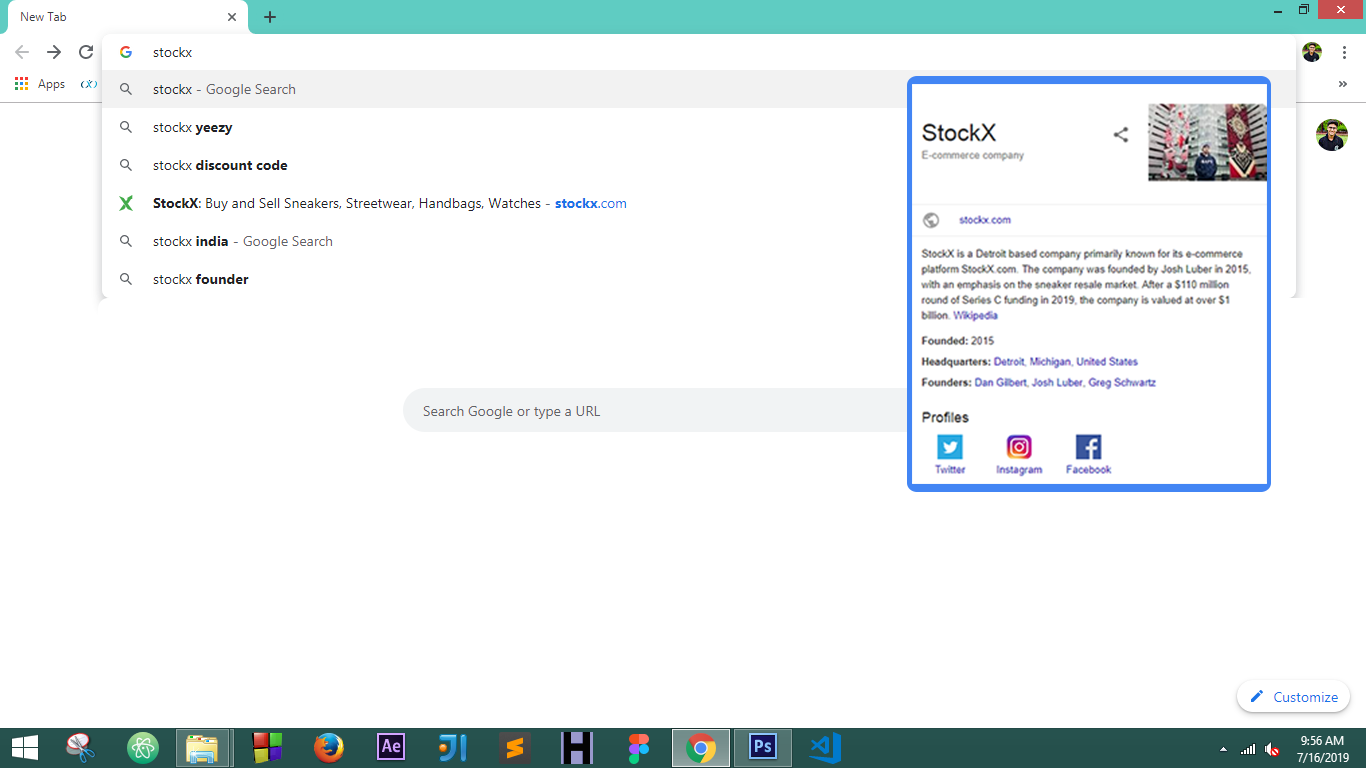 New Tab
stockx
Apps
(x)
stockx - Google Search
stockx yeezy
stockx discount code
StockX: Buy and Sell Sneakers, Streetwear, Handbags, Watches - stockx.com
stockx india - Google Search
stockx founder
StockX
E-commerce company
stockx.com
StockX is a Detroit based company primarily known for its e-commerce
platform StockX.com. The company was founded by Josh Luber in 2015,
with an emphasis on the sneaker resale market. After a $110 million
round of Series C funding in 2019, the company is valued at over $1
billion. Wikipedia
Founded: 2015
Headquarters: Detroit, Michigan, United States
Founders: Dan Gilbert, Josh Luber, Greg Schwartz
Profiles
Twitter
Instagram
Facebook
Search Google or type a URL
Customize
Ae
Ps
9:56 AM
7/16/2019